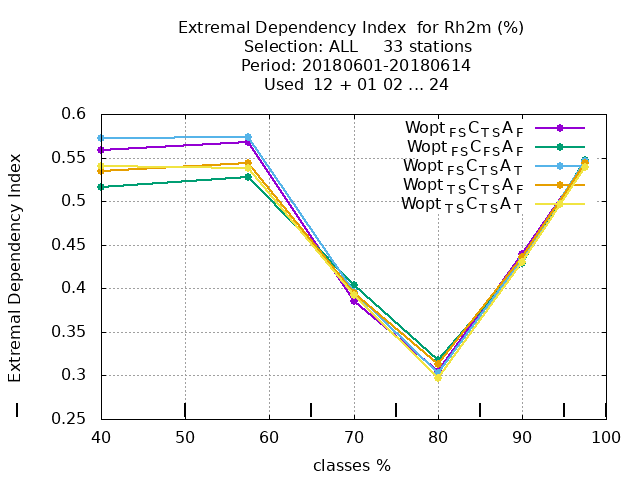 Extremal Dependency Index for Rh2m (%)
Selection: ALL 33 stations
Period: 20180601-20180614
Used 12 + 01 02 ... 24
Extremal Dependency Index
0.6
0.55
0.5
0.45
0.4
0.35
0.3
0.25
Wopt FS C TS A F
Wopt FS C FS A F
Wopt FS C TS A T
Wopt TS C TS A F
Wopt TS C TS A T
40 50 60 70 80 90 100
classes %